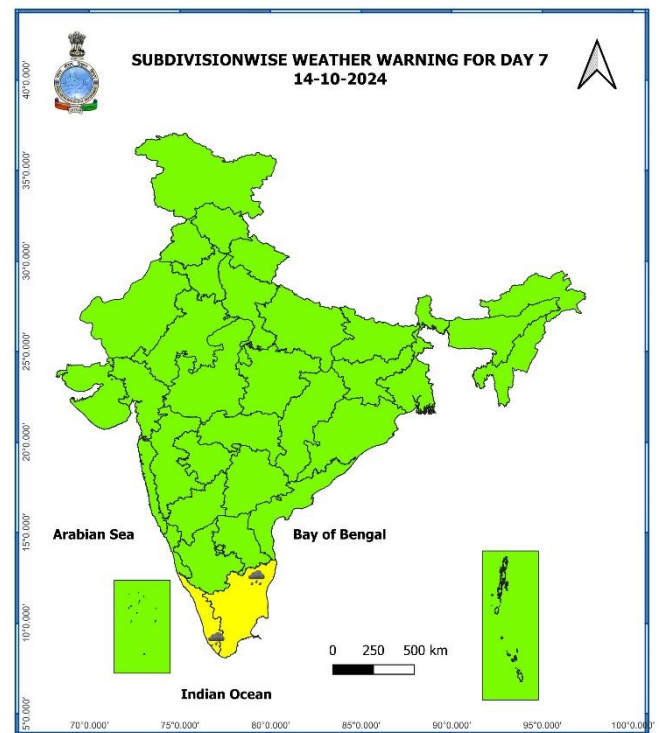 SUBDIVISIONWISE WEATHER WARNING FOR DAY 7
14-10-2024
40°0.000'
35°0.000'
30°0.000'
25°0.000'
20°0.000'
15°0.000'
10°0.000'
5°0.000'
Arabian Sea
Bay of Bengal
0 250 500 km
Indian Ocean
70°0.000' 75°0.000' 80°0.000' 85°0.000' 90°0.000' 95°0.000' 100°0.000'